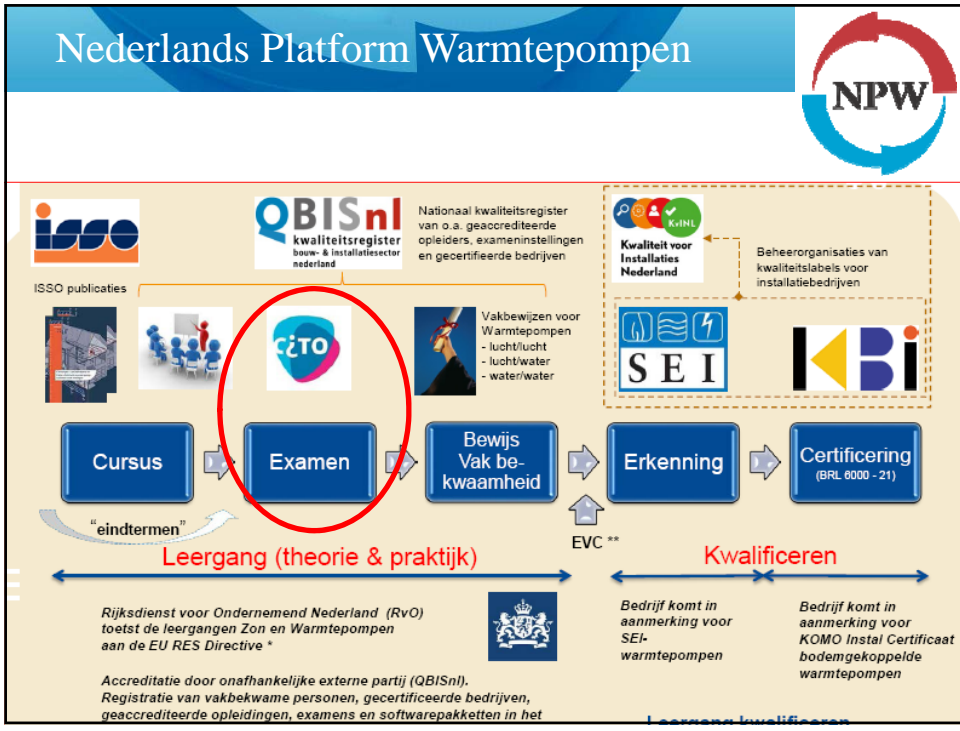 Nederlands Platform Warmtepompen
NPW
isso
QBISnl
kwaliteitsregister
bouw- & installatiesector
nederland
Nationaal kwaliteitsregister
van o.a. geaccrediteerde
opleiders, exameninstellingen
en gecertifieerde bedrijven
KvINL
Kwaliteit voor
Installaties
Nederland
Beheerorganisaties van
kwaliteitslabels voor
installatiebedrijven
ISSO publicaties
CiTO
Vakbewijzen voor
Warmtepompen
- lucht/lucht
- lucht/water
- water/water
SEI
KBi
Cursus
Examen
Bewijs
Vak be-
kwaamheid
Erkenning
Certificering
(BRL 6000 - 21)
“eindtermen”
EVC **
Leergang (theorie & praktijk)
Kwalificeren
Rijksdienst voor Ondernemend Nederland (RvO)
toetst de leergangen Zon en Warmtepompen
aan de EU RES Directive *
Bedrijf komt in
aanmerking voor
SEI-
warmtepompen
Bedrijf komt in
aanmerking voor
KOMO Instal Certificaat
bodemgekoppelde
warmtepompen
Accreditatie door onafhankelijke externe partij (QBISnl).
Registratie van vakbekwame personen, gecertificeerde bedrijven,
geaccrediteerde opleidingen, examens en softwarepakketten in het
Leergang kwalificeren